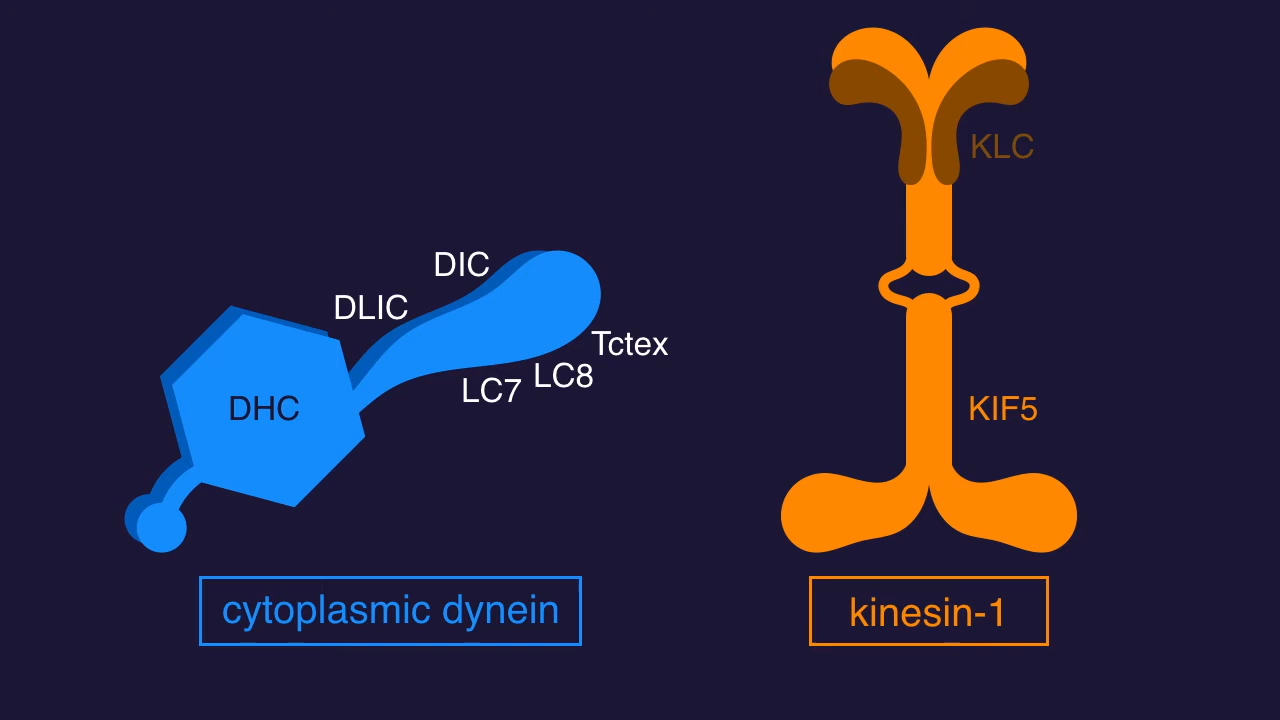 KLC
DIC
DLIC
Tctex
LC8
LC7
DHC
KIF5
cytoplasmic dynein
kinesin-1